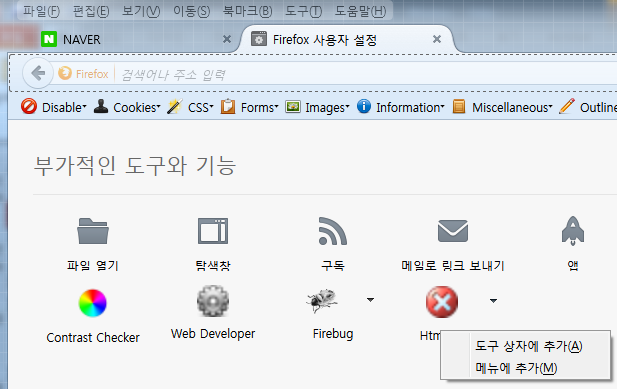 파일(F) 편집(E) 보기(V) 이동(S) 북마크(B) 도구(T) 도움말(H)
NAVER × Firefox 사용자 설정 ×
Firefox 검색어나 주소 입력
Disable Cookies CSS Forms Images Information Miscellaneous Outline
부가적인 도구와 기능
파일 열기 탐색창 구독 메일로 링크 보내기 앱
Contrast Checker Web Developer Firebug Htm
도구 상자에 추가(A)
메뉴에 추가(M)